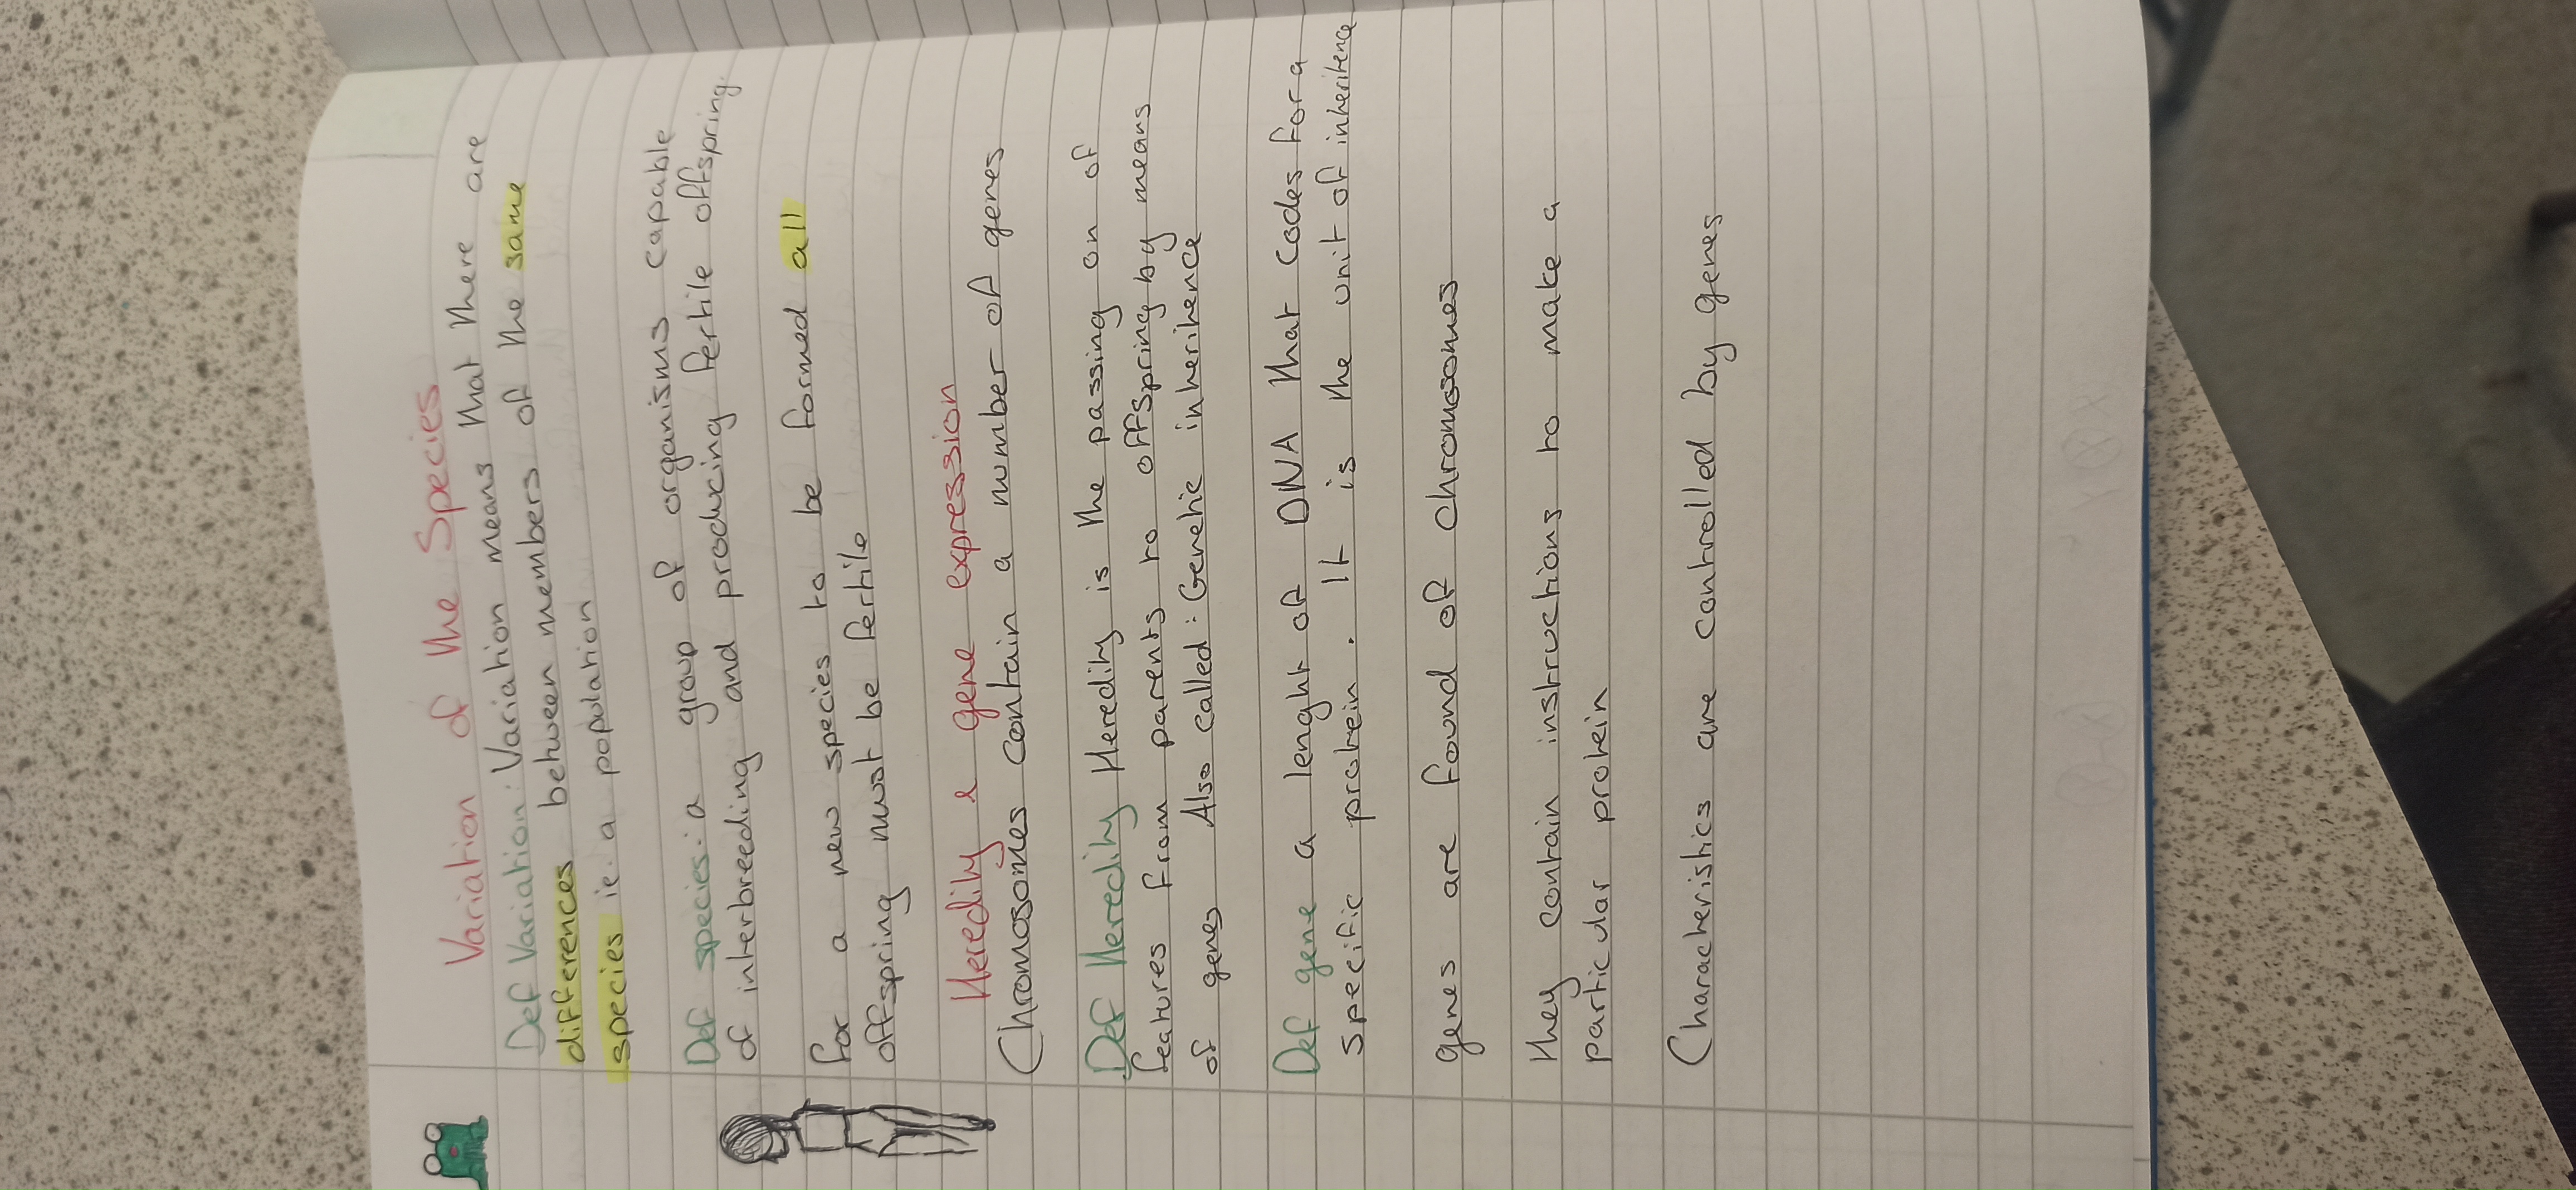 Variation of the Species
Def Variation: Variation means that there are
differences between members of the same
species ie. a population
Def species: a group of organisms capable
of interbreeding and producing fertile offspring.
for a new species to be formed all
offspring must be fertile
Heredity & gene expression
Chromosomes contain a number of genes
Def Heredity Heredity is the passing on of
features from parents to offspring by means
of genes Also called: Genetic inheritence
Def gene a lenght of DNA that codes for a
specific protein. It is the unit of inheritence
genes are found of chromosomes
they contain instructions to make a
particular protein
Characteristics are controlled by genes